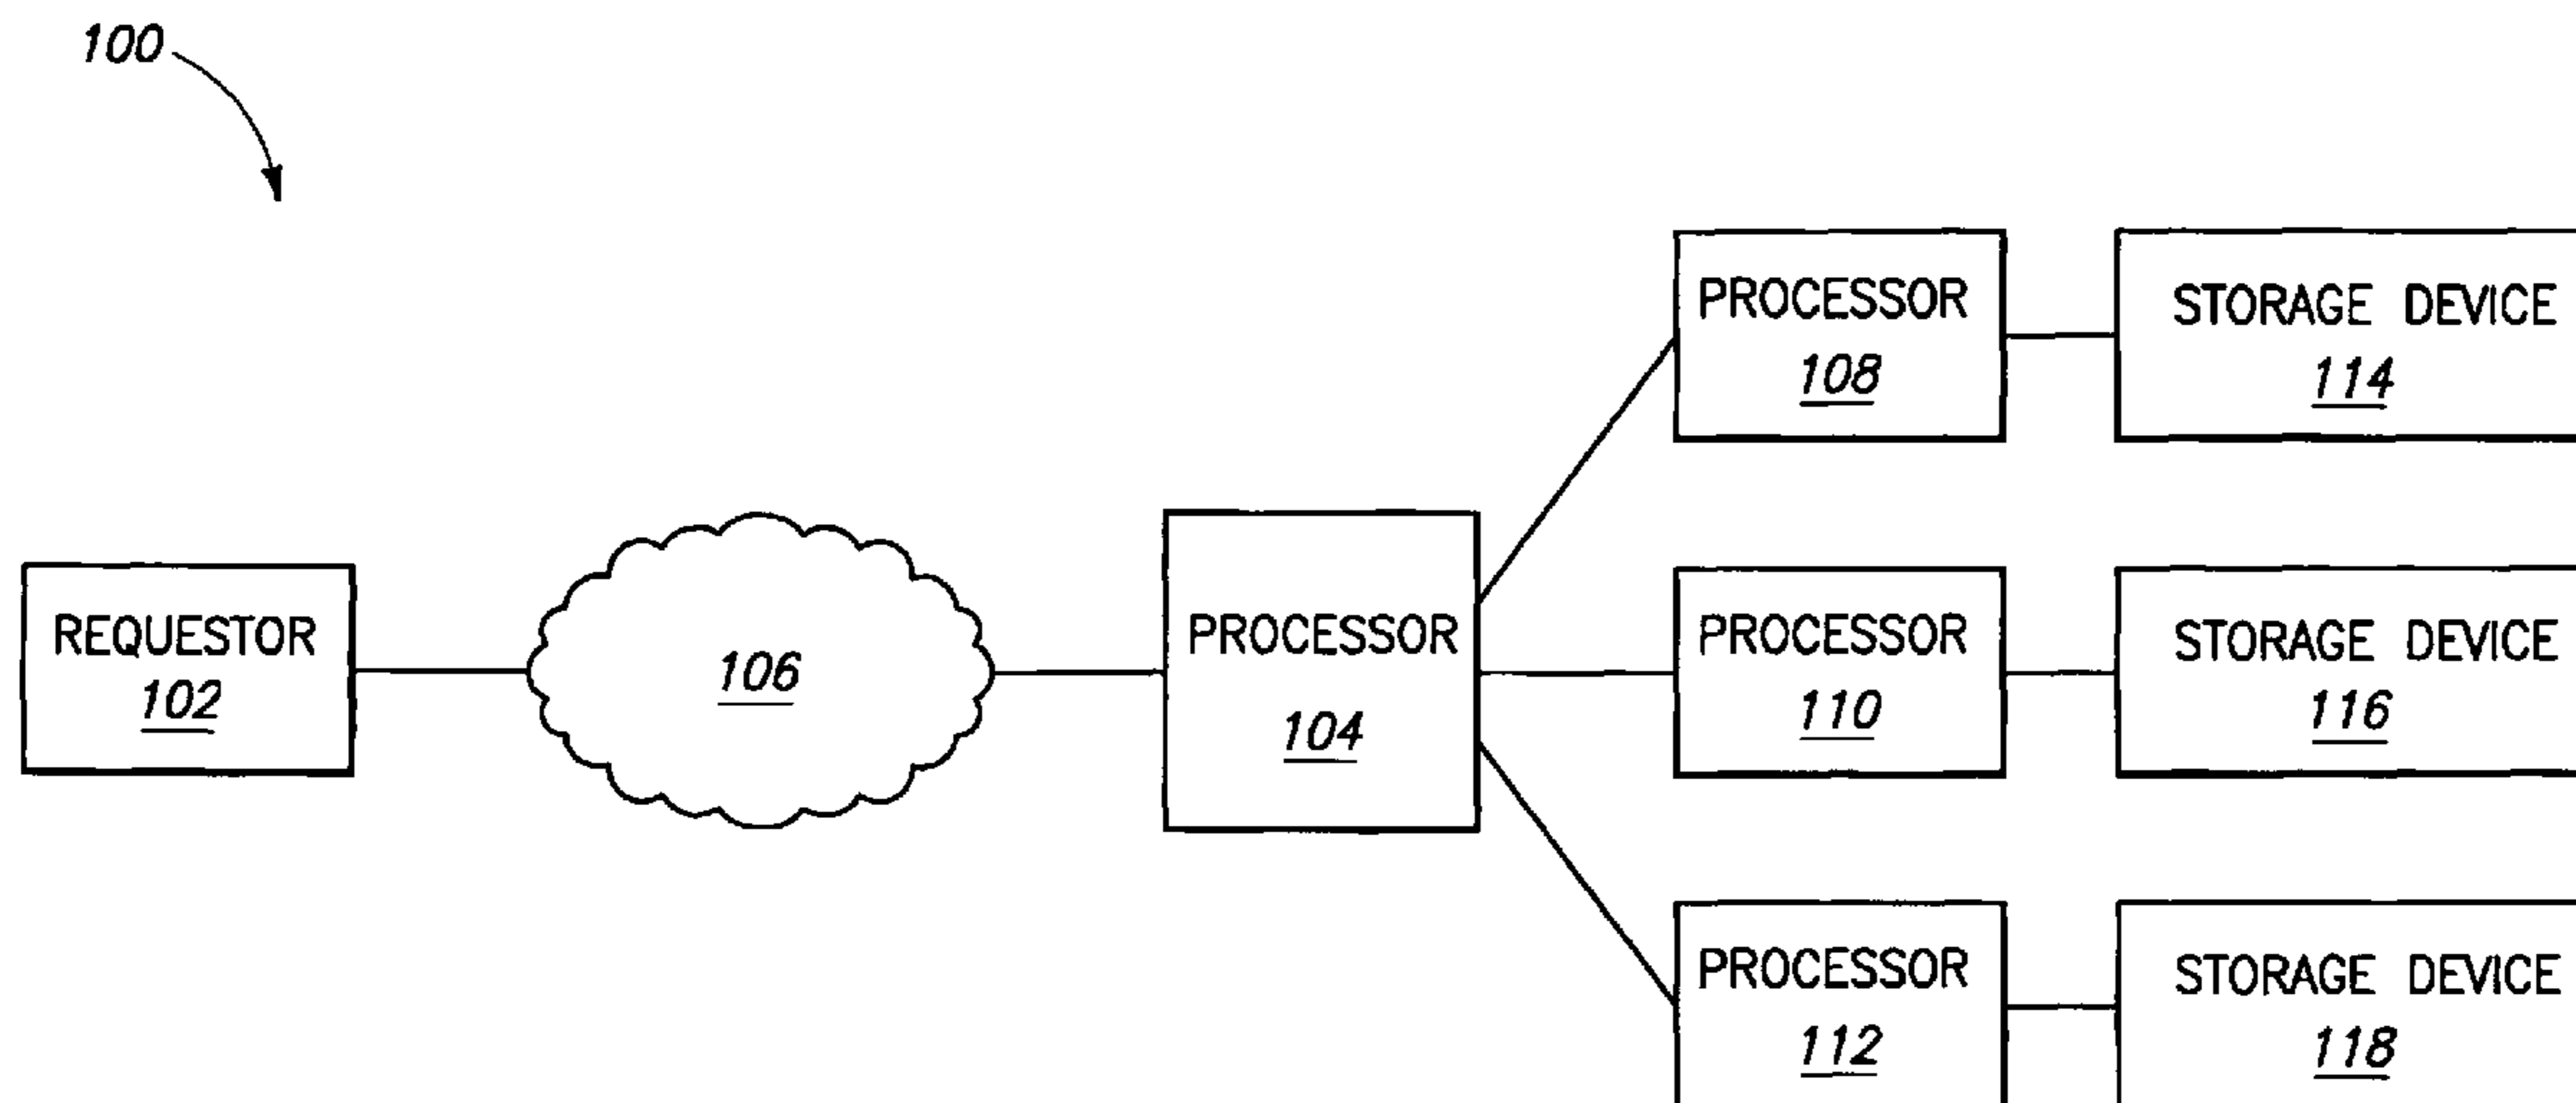 100
PROCESSOR
108
STORAGE DEVICE
114
REQUESTOR
102
106
PROCESSOR
104
PROCESSOR
110
STORAGE DEVICE
116
PROCESSOR
112
STORAGE DEVICE
118